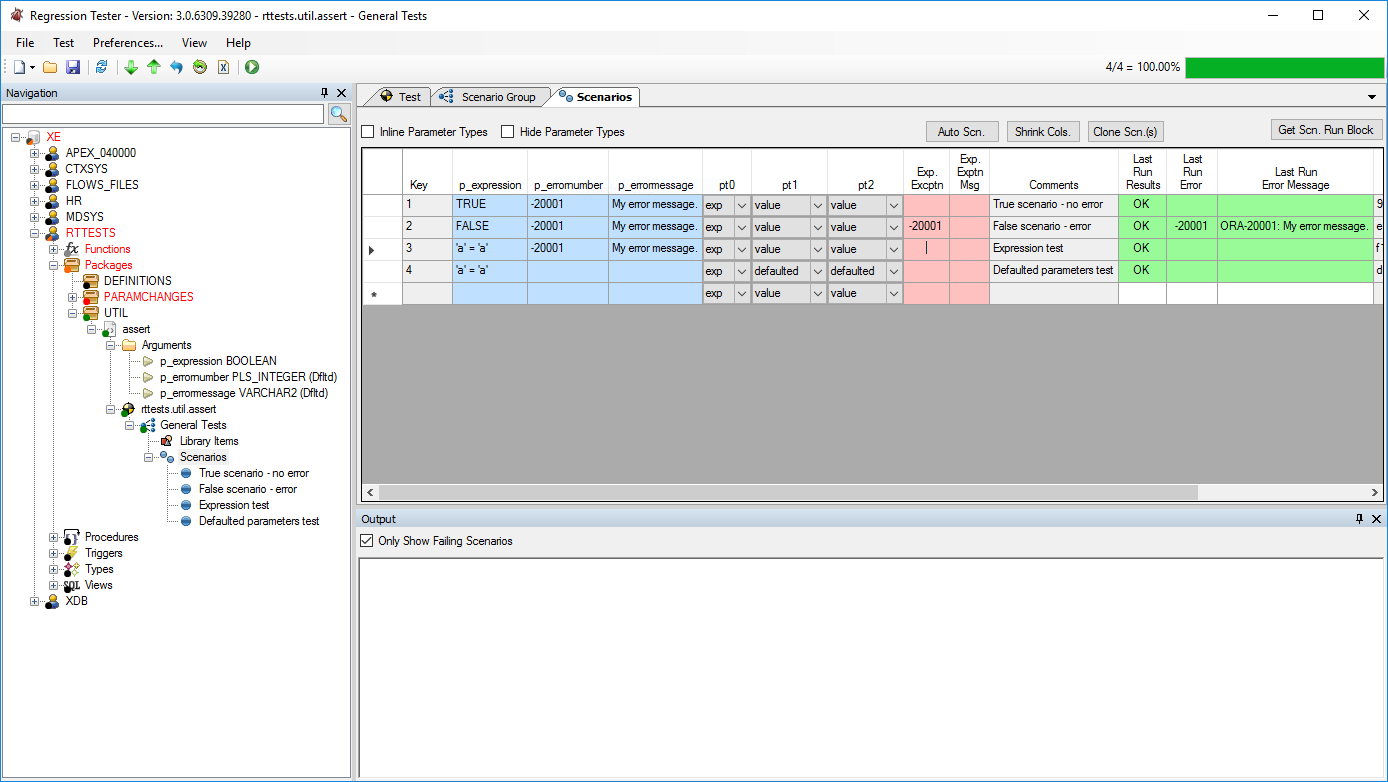 Regression Tester - Version: 3.0.6309.39280 - rttests.util.assert - General Tests
File Test Preferences... View Help
4/4 = 100.00%
Navigation
XE
APEX_040000
CTXSYS
FLOWS_FILES
HR
MDSYS
RTTESTS
Functions
Packages
DEFINITIONS
PARAMCHANGES
UTIL
assert
Arguments
p_expression BOOLEAN
p_errornumber PLS_INTEGER (Dfltd)
p_errormessage VARCHAR2 (Dfltd)
rttests.util.assert
General Tests
Library Items
Scenarios
True scenario - no error
False scenario - error
Expression test
Defaulted parameters test
Procedures
Triggers
Types
Views
XDB
Test Scenario Group Scenarios
Inline Parameter Types Hide Parameter Types Auto Scn. Shrink Cols. Clone Scn.(s) Get Scn. Run Block
Key p_expression p_errornumber p_errormessage pt0 pt1 pt2 Exp. Excptn Exp. Exptn Msg Comments Last Run Results Last Run Error Last Run Error Message
1 TRUE -20001 My error message. exp value value True scenario - no error OK 9
2 FALSE -20001 My error message. exp value value -20001 False scenario - error OK -20001 ORA-20001: My error message. e
3 'a' = 'a' -20001 My error message. exp value value Expression test OK f1
4 'a' = 'a' exp defaulted defaulted Defaulted parameters test OK d
* exp value value
Output
Only Show Failing Scenarios